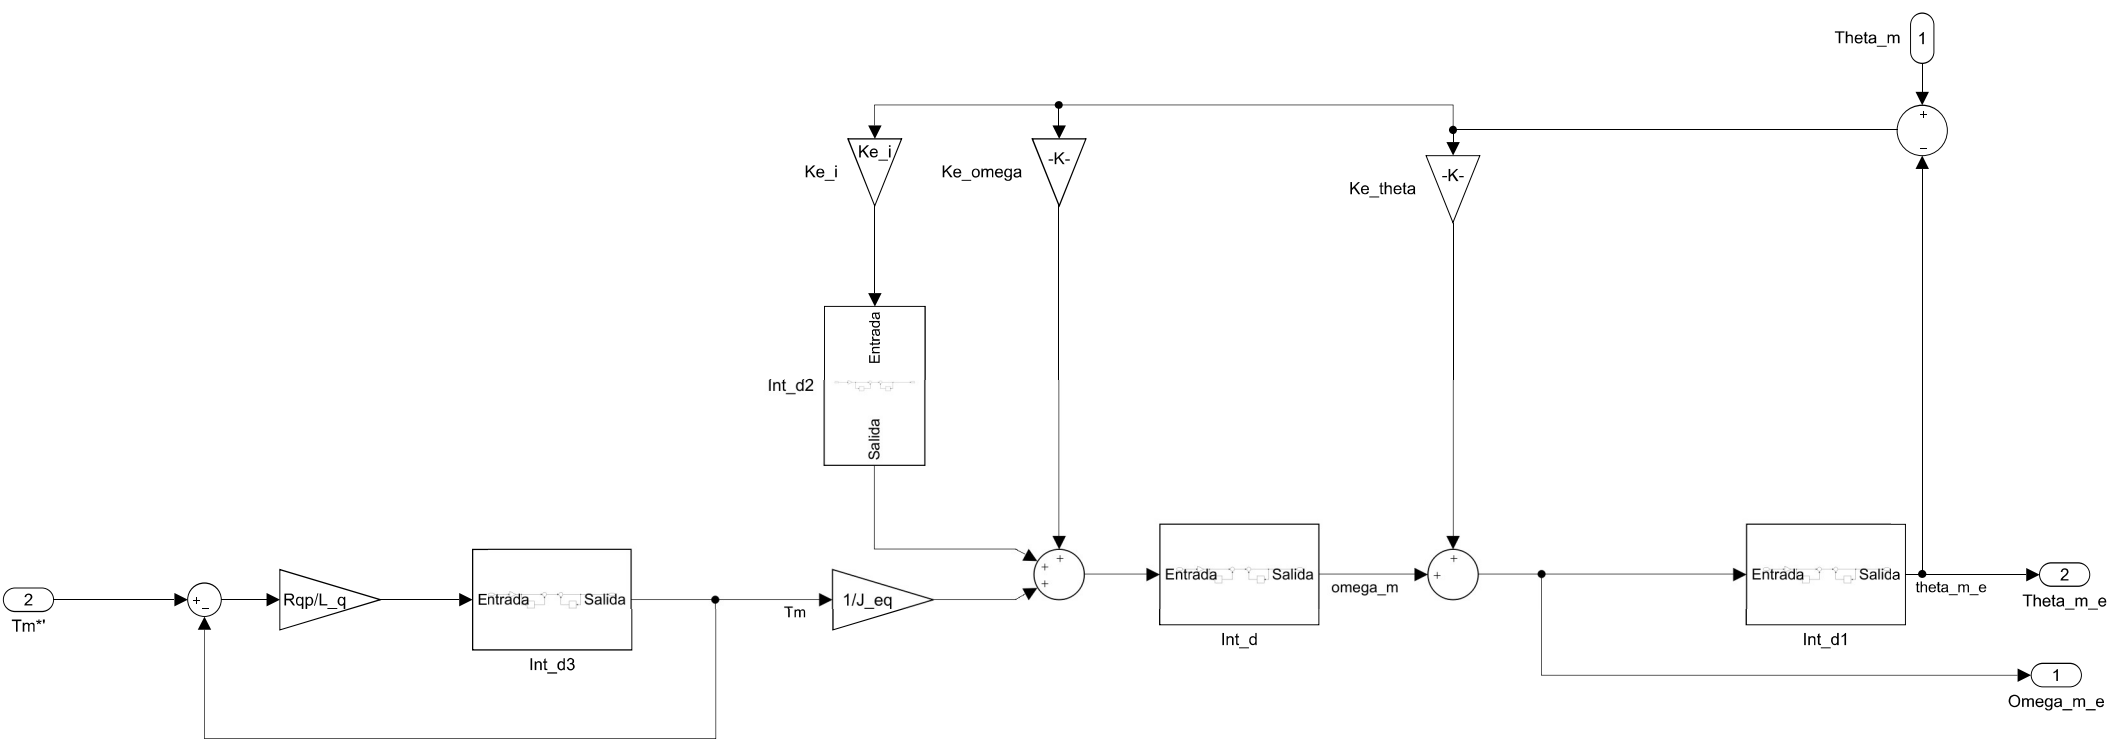 Theta_m
1
+
−
Ke_i
Ke_i
Ke_omega
-K-
Ke_theta
-K-
Entrada
Int_d2
Salida
2
Tm*'
+
−
Rqp/L_q
Entrada
Salida
Int_d3
Tm
1/J_eq
+
+
+
Entrada
Salida
Int_d
omega_m
+
+
Entrada
Salida
Int_d1
theta_m_e
2
Theta_m_e
1
Omega_m_e